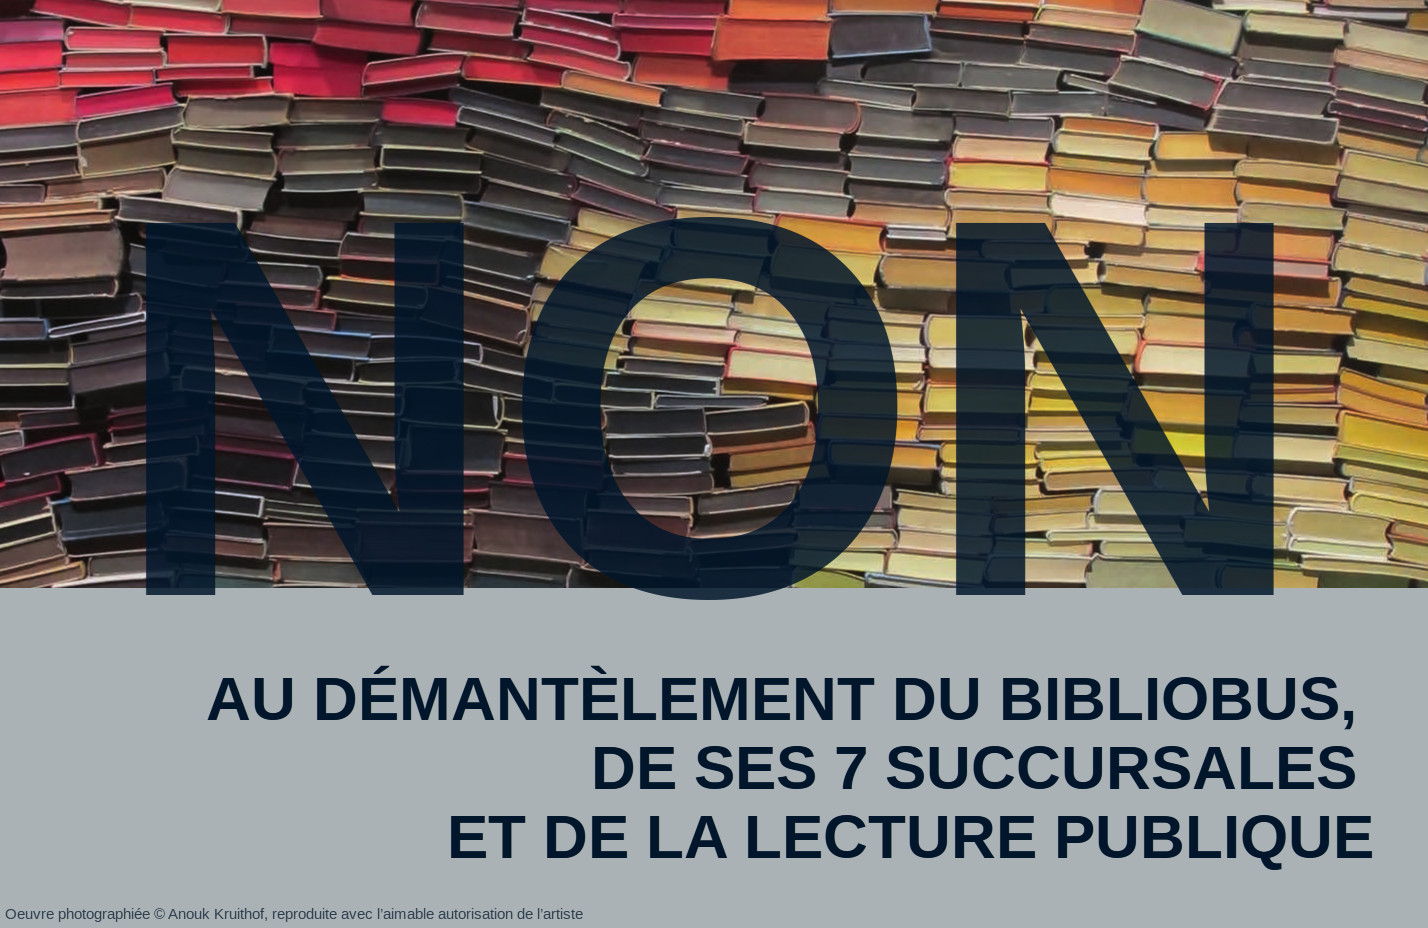 NON
AU DÉMANTÈLEMENT DU BIBLIOBUS,
DE SES 7 SUCCURSALES
ET DE LA LECTURE PUBLIQUE
Oeuvre photographiée © Anouk Kruithof, reproduite avec l’aimable autorisation de l’artiste